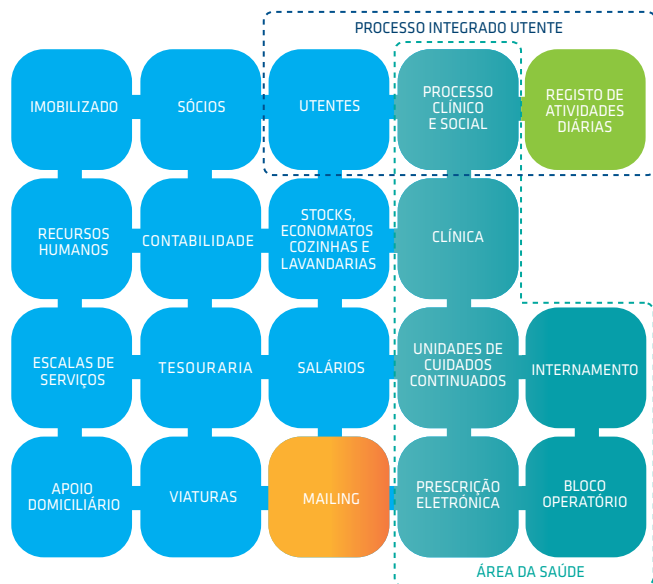 PROCESSO INTEGRADO UTENTE
IMOBILIZADO
SÓCIOS
UTENTES
PROCESSO
CLÍNICO
E SOCIAL
REGISTO DE
ATIVIDADES
DIÁRIAS
RECURSOS
HUMANOS
CONTABILIDADE
STOCKS,
ECONOMATOS
COZINHAS E
LAVANDARIAS
CLÍNICA
ESCALAS DE
SERVIÇOS
TESOURARIA
SALÁRIOS
UNIDADES DE
CUIDADOS
CONTINUADOS
INTERNAMENTO
APOIO
DOMICILIÁRIO
VIATURAS
MAILING
PRESCRIÇÃO
ELETRÓNICA
BLOCO
OPERATÓRIO
ÁREA DA SAÚDE